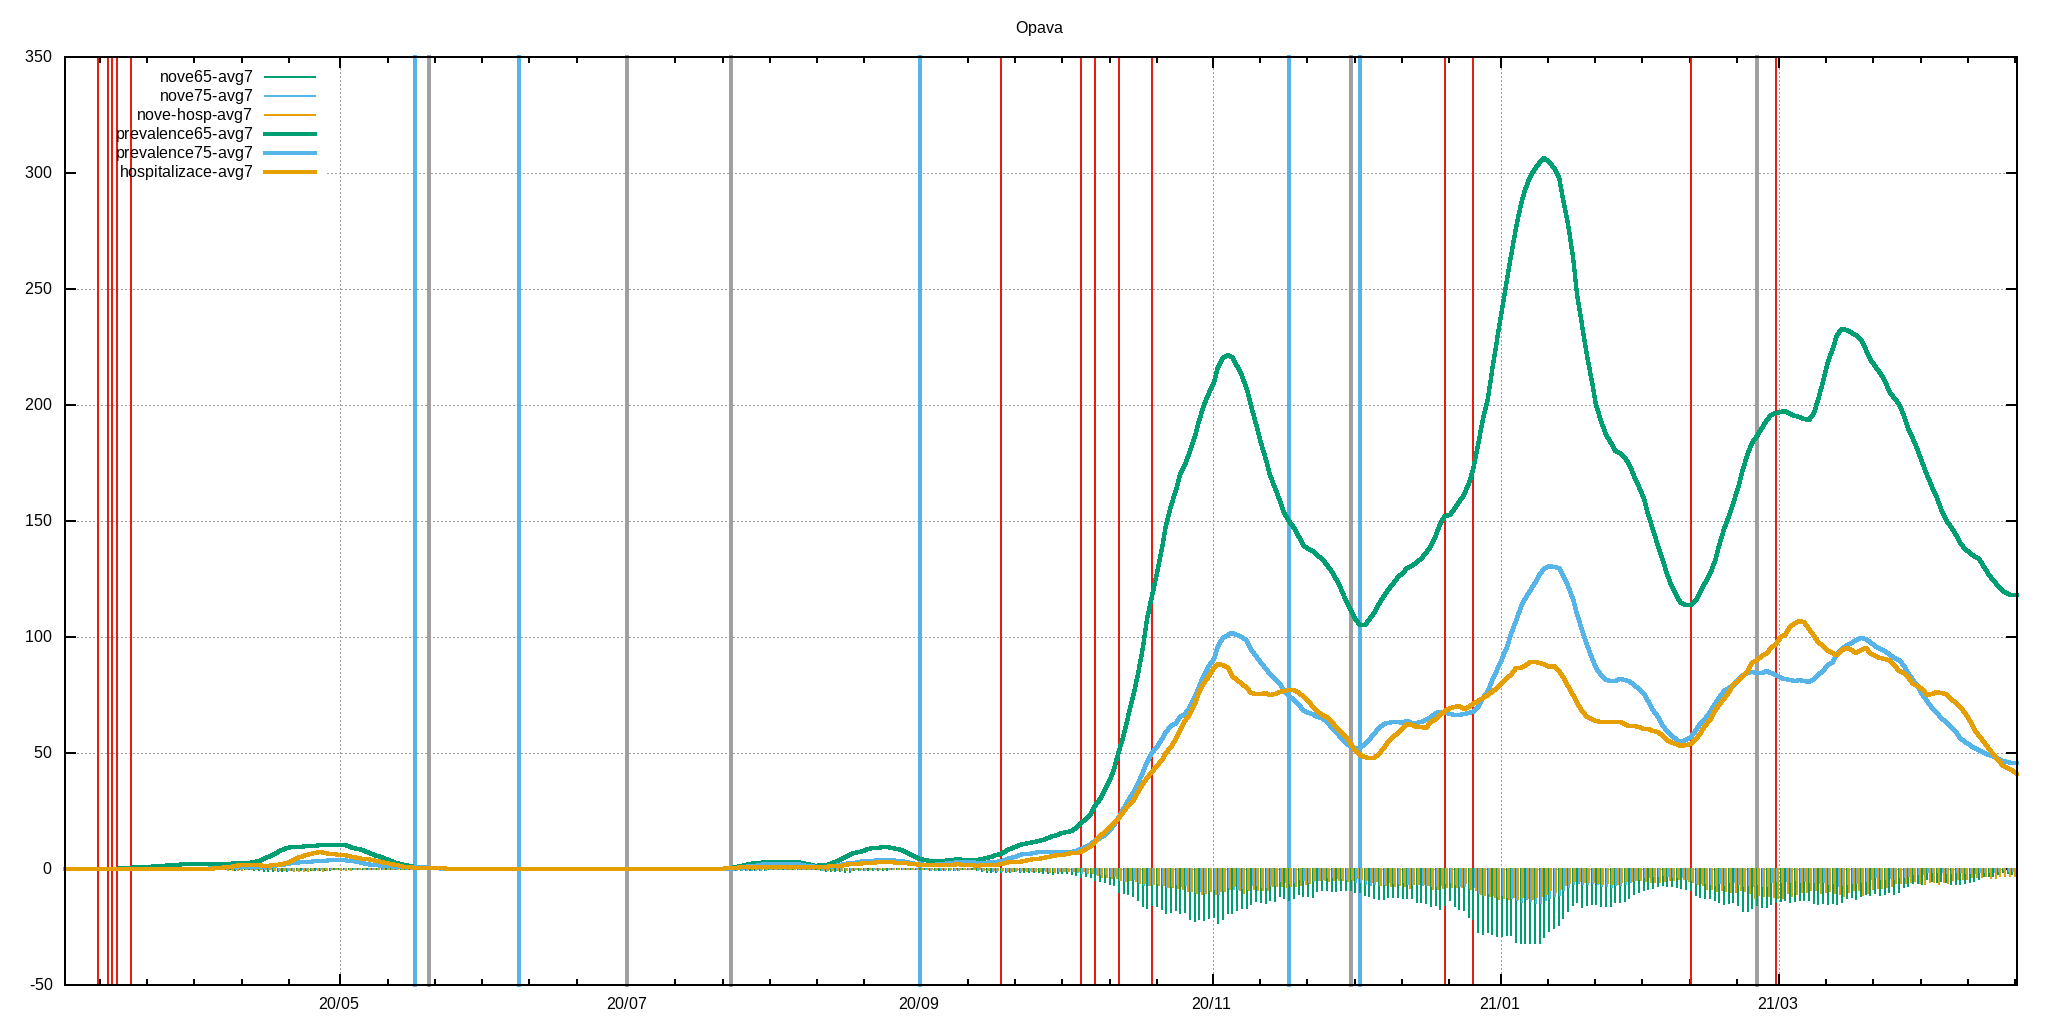 Opava
350
300
250
200
150
100
50
0
-50
nove65-avg7
nove75-avg7
nove-hosp-avg7
prevalence65-avg7
prevalence75-avg7
hospitalizace-avg7
20/05
20/07
20/09
20/11
21/01
21/03